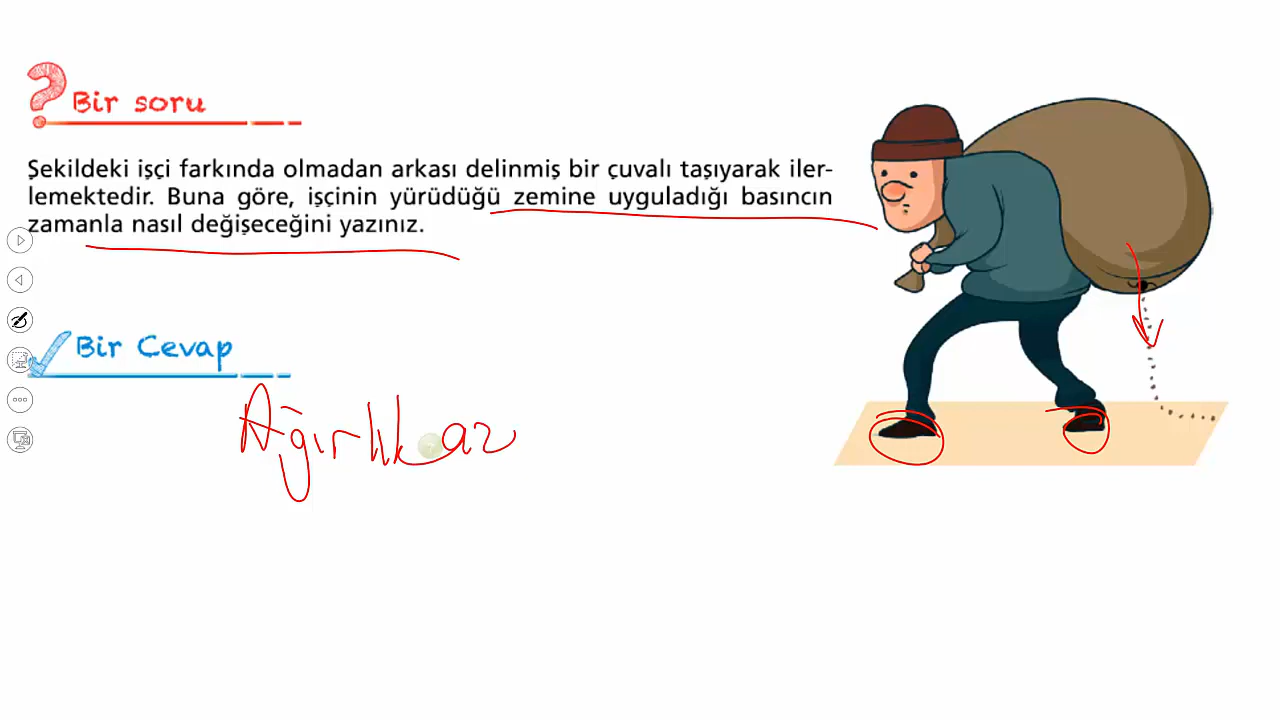 Bir soru
Şekildeki işçi farkında olmadan arkası delinmiş bir çuvalı taşıyarak iler-
lemektedir. Buna göre, işçinin yürüdüğü zemine uyguladığı basıncın
zamanla nasıl değişeceğini yazınız.
Bir Cevap
Ağırlık az